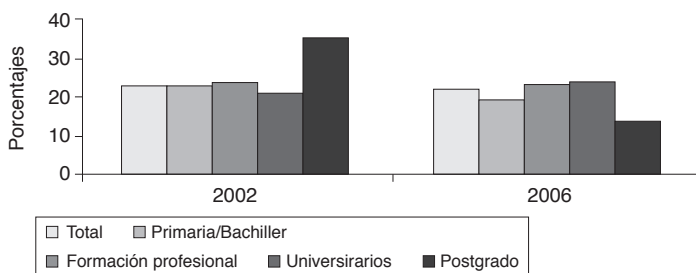 40
30
20
10
0
Porcentajes
2002 2006
Total Primaria/Bachiller
Formación profesional Universirarios Postgrado